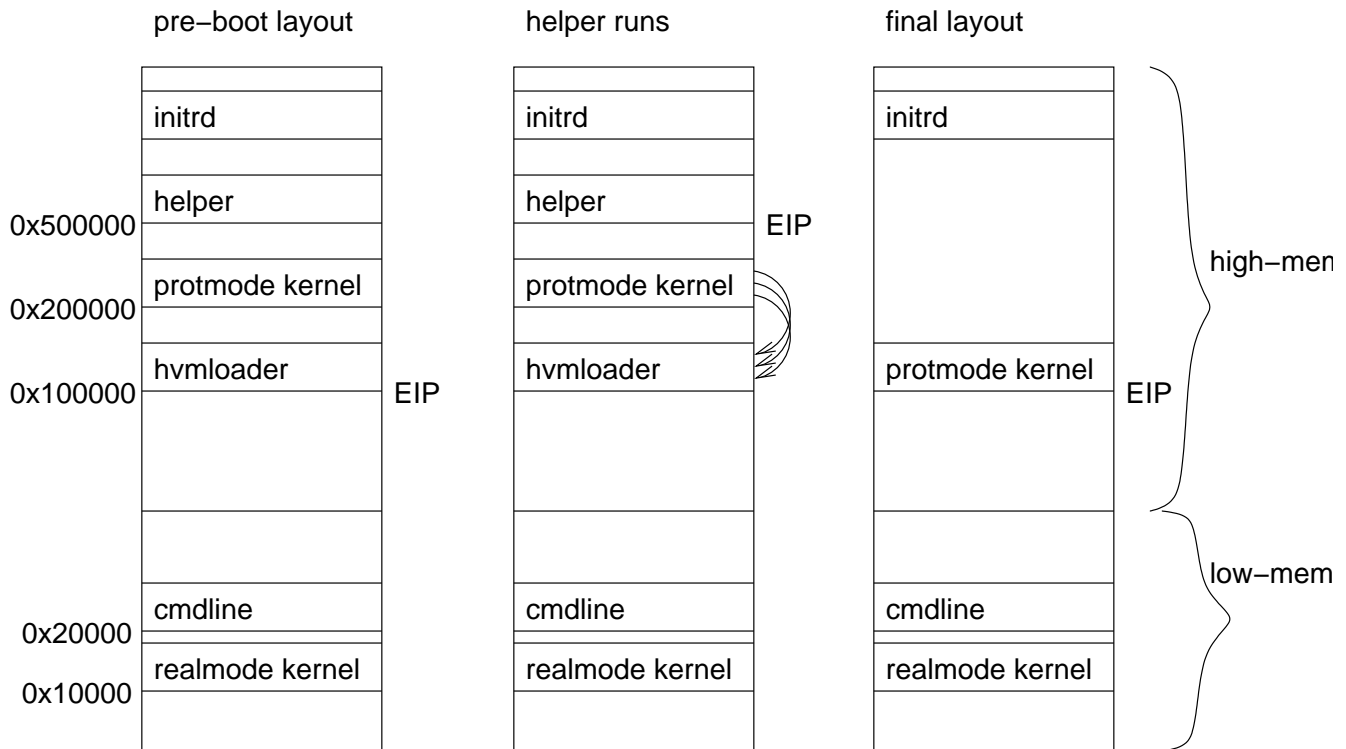 pre−boot layout
helper runs
final layout
initrd
initrd
initrd
helper
helper
0x500000
EIP
high−mem
protmode kernel
protmode kernel
0x200000
hvmloader
hvmloader
protmode kernel
0x100000
EIP
EIP
low−mem
cmdline
cmdline
cmdline
0x20000
realmode kernel
realmode kernel
realmode kernel
0x10000